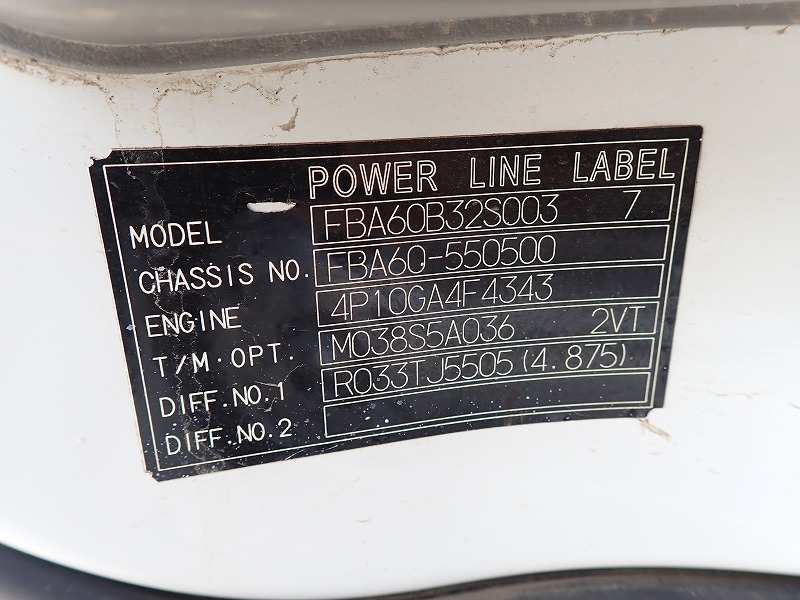 POWER LINE LABEL
MODEL FBA60B32S003 7
CHASSIS NO. FBA60-550500
ENGINE 4P10GA4F4343
T/M.OPT. M038S5A036 2VT
DIFF.NO.1 R033TJ5505(4.875)
DIFF.NO.2